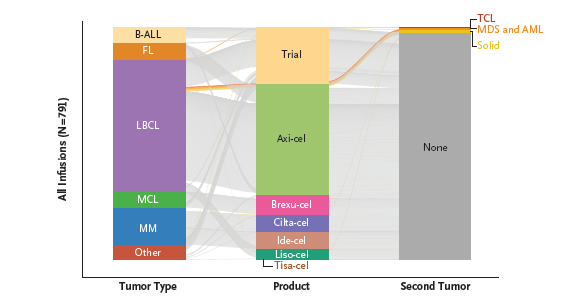 All Infusions (N=791)
B-ALL
FL
LBCL
MCL
MM
Other
Trial
Axi-cel
Brexu-cel
Cilta-cel
Ide-cel
Liso-cel
Tisa-cel
TCL
MDS and AML
Solid
None
Tumor Type
Product
Second Tumor